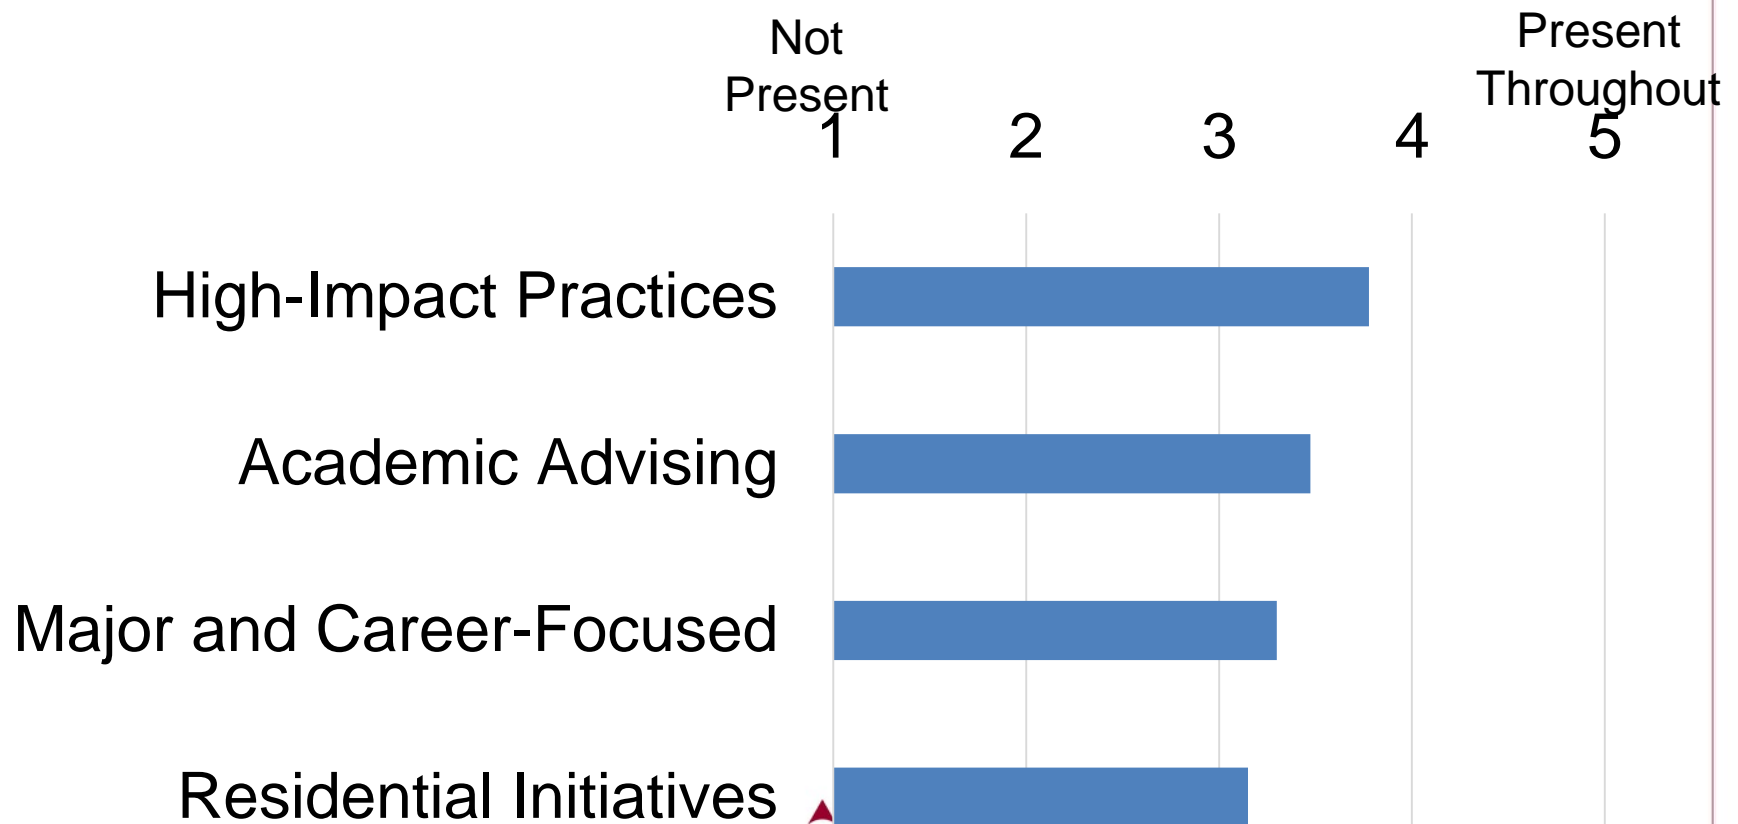 Not
Present
Present
Throughout
1 2 3 4 5
High-Impact Practices
Academic Advising
Major and Career-Focused
Residential Initiatives